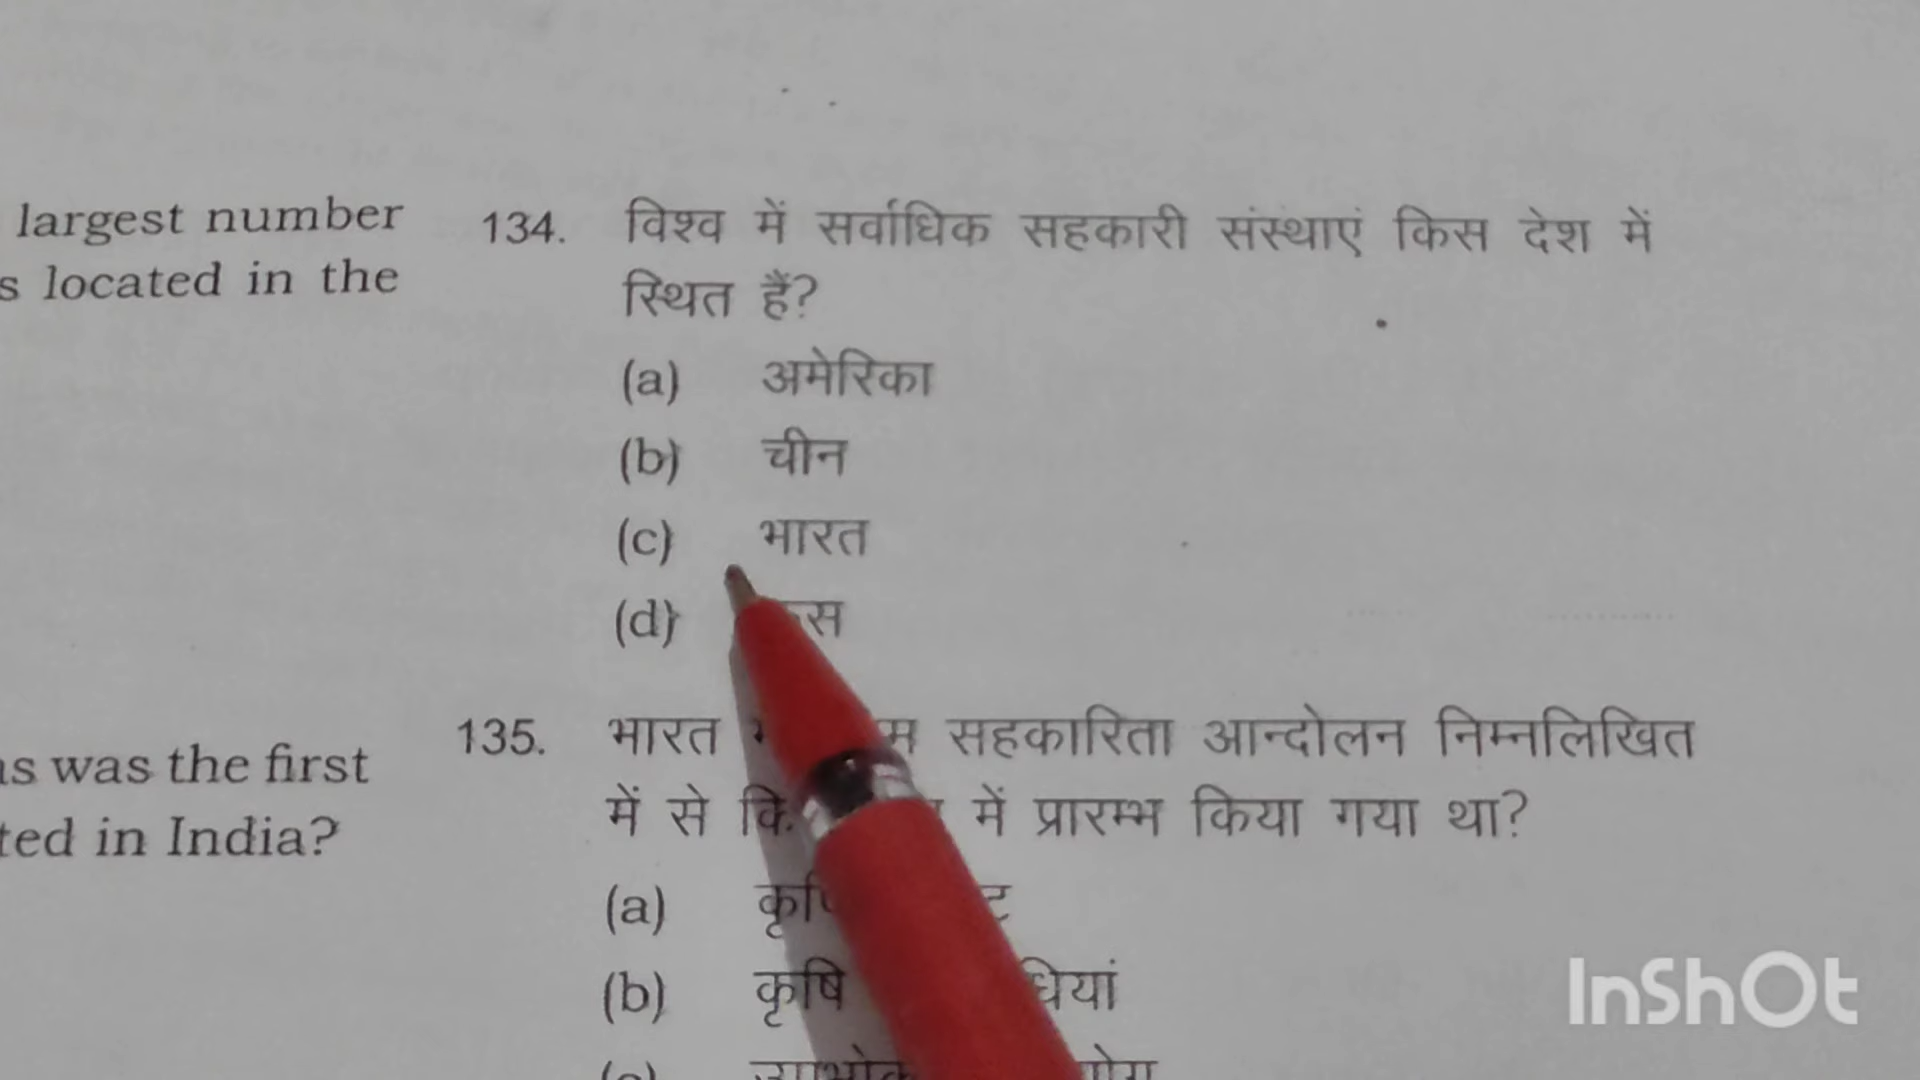 largest number
s located in the
134. विश्व में सर्वाधिक सहकारी संस्थाएं किस देश में
स्थित हैं?
(a) अमेरिका
(b) चीन
(c) भारत
(d)
135. भारत सहकारिता आन्दोलन निम्नलिखित
में से में प्रारम्भ किया गया था?
as was the first
ted in India?
(a)
(b) कृषि
InShOt